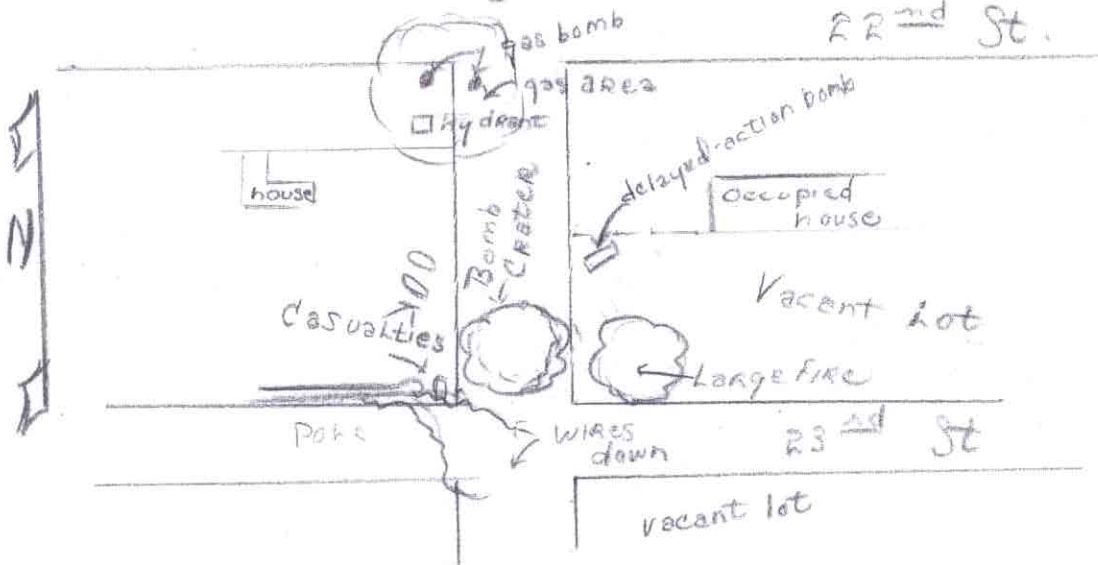 22nd St.
gas bomb
gas area
hydrant
delayed-action bomb
house
Occupied
house
Bomb
Crater
N
Casualties
Vacant Lot
Large Fire
Pole
wires
down
23rd St
vacant lot